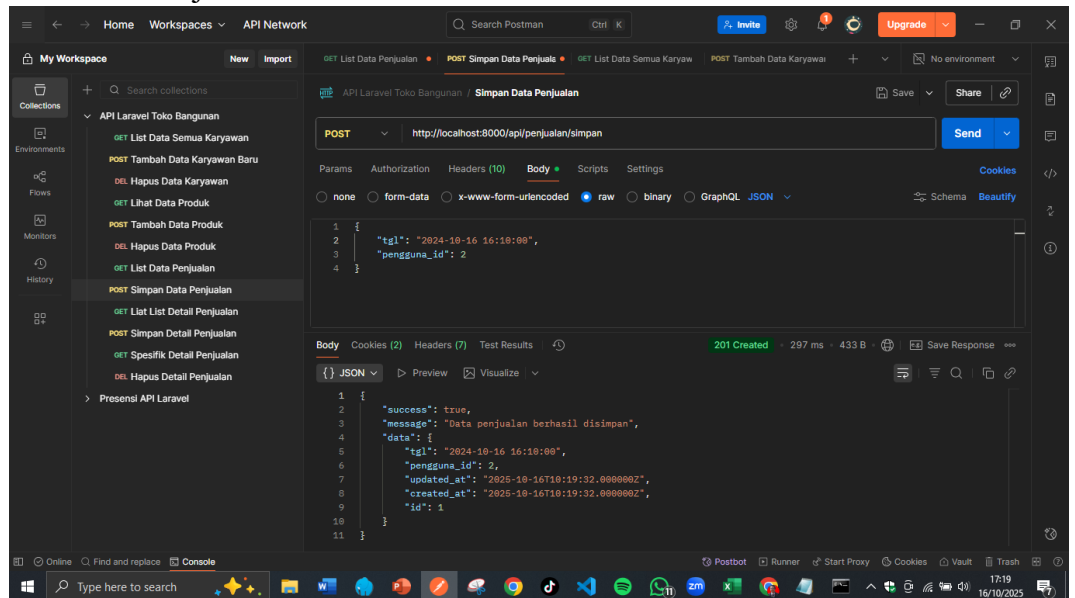 Home Workspaces API Network Search Postman Ctrl K Invite Upgrade
My Workspace New Import GET List Data Penjualan POST Simpan Data Penjuala GET List Data Semua Karyaw POST Tambah Data Karyawan No environment
Collections
Environments
Flows
Monitors
History
Search collections
API Laravel Toko Bangunan
GET List Data Semua Karyawan
POST Tambah Data Karyawan Baru
DEL Hapus Data Karyawan
GET Lihat Data Produk
POST Tambah Data Produk
DEL Hapus Data Produk
GET List Data Penjualan
POST Simpan Data Penjualan
GET Liat List Detail Penjualan
POST Simpan Detail Penjualan
GET Spesifik Detail Penjualan
DEL Hapus Detail Penjualan
Presensi API Laravel
HTTP API Laravel Toko Bangunan / Simpan Data Penjualan Save Share
POST http://localhost:8000/api/penjualan/simpan Send
Params Authorization Headers (10) Body Scripts Settings Cookies
none form-data x-www-form-urlencoded raw binary GraphQL JSON Schema Beautify
1 {
2 "tgl": "2024-10-16 16:10:00",
3 "pengguna_id": 2
4 }
Body Cookies (2) Headers (7) Test Results 201 Created 297 ms 433 B Save Response
{} JSON Preview Visualize
1 {
2 "success": true,
3 "message": "Data penjualan berhasil disimpan",
4 "data": {
5 "tgl": "2024-10-16 16:10:00",
6 "pengguna_id": 2,
7 "updated_at": "2025-10-16T10:19:32.000000Z",
8 "created_at": "2025-10-16T10:19:32.000000Z",
9 "id": 1
10 }
11 }
Online Find and replace Console Postbot Runner Start Proxy Cookies Vault Trash
Type here to search 17:19
16/10/2025